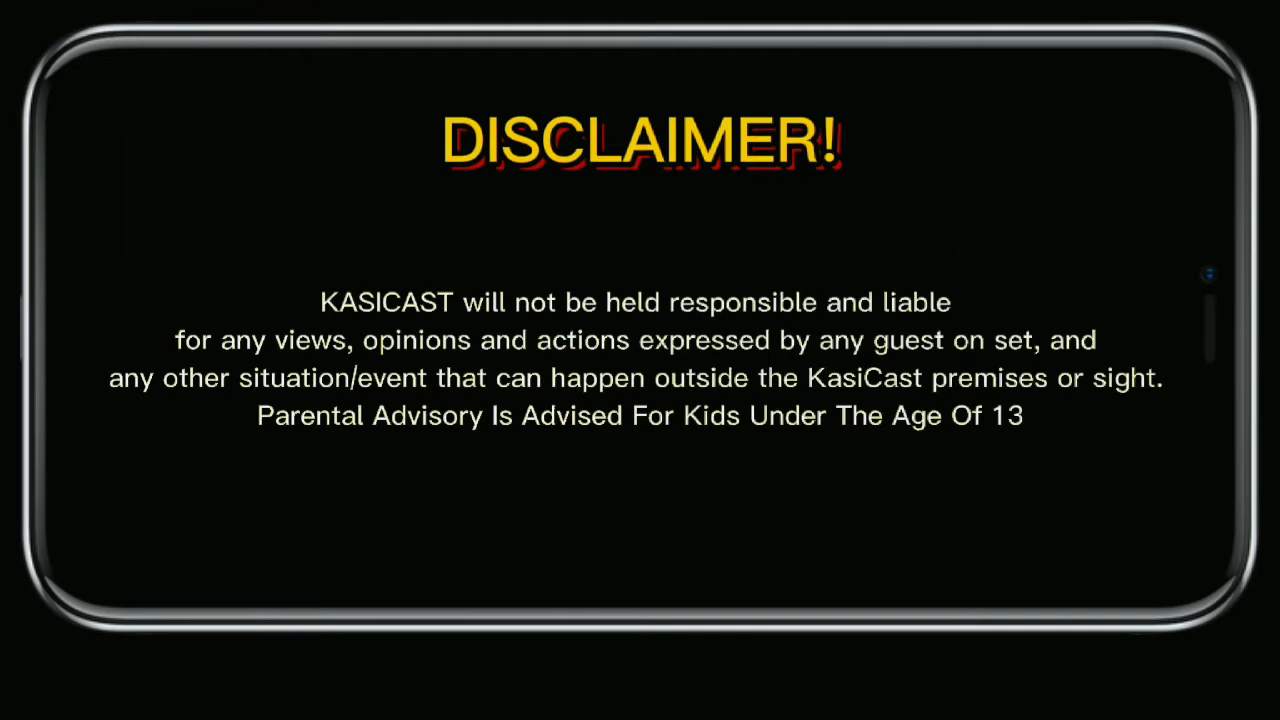 DISCLAIMER!
KASICAST will not be held responsible and liable
for any views, opinions and actions expressed by any guest on set, and
any other situation/event that can happen outside the KasiCast premises or sight.
Parental Advisory Is Advised For Kids Under The Age Of 13